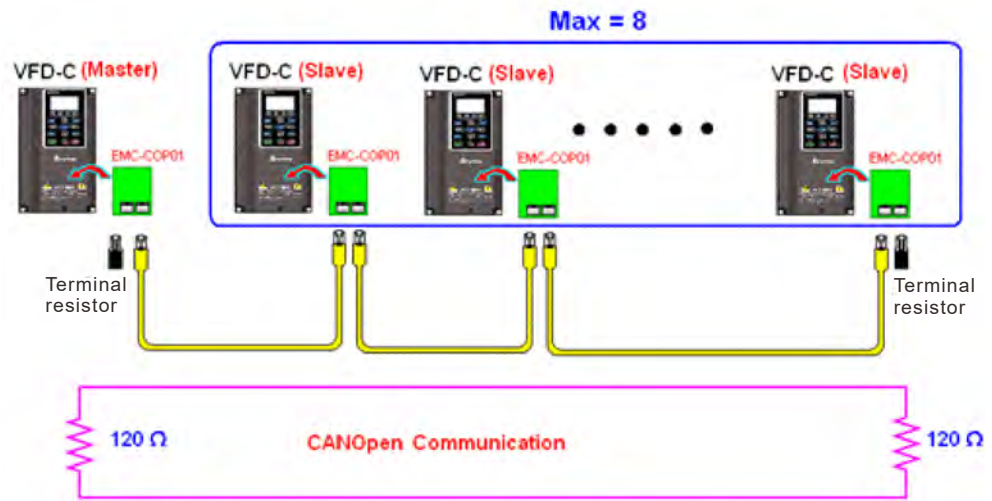 Max = 8
VFD-C (Master)
VFD-C (Slave)
VFD-C (Slave)
VFD-C (Slave)
EMC-COP01
EMC-COP01
EMC-COP01
EMC-COP01
Terminal
resistor
Terminal
resistor
120 Ω
CANOpen Communication
120 Ω